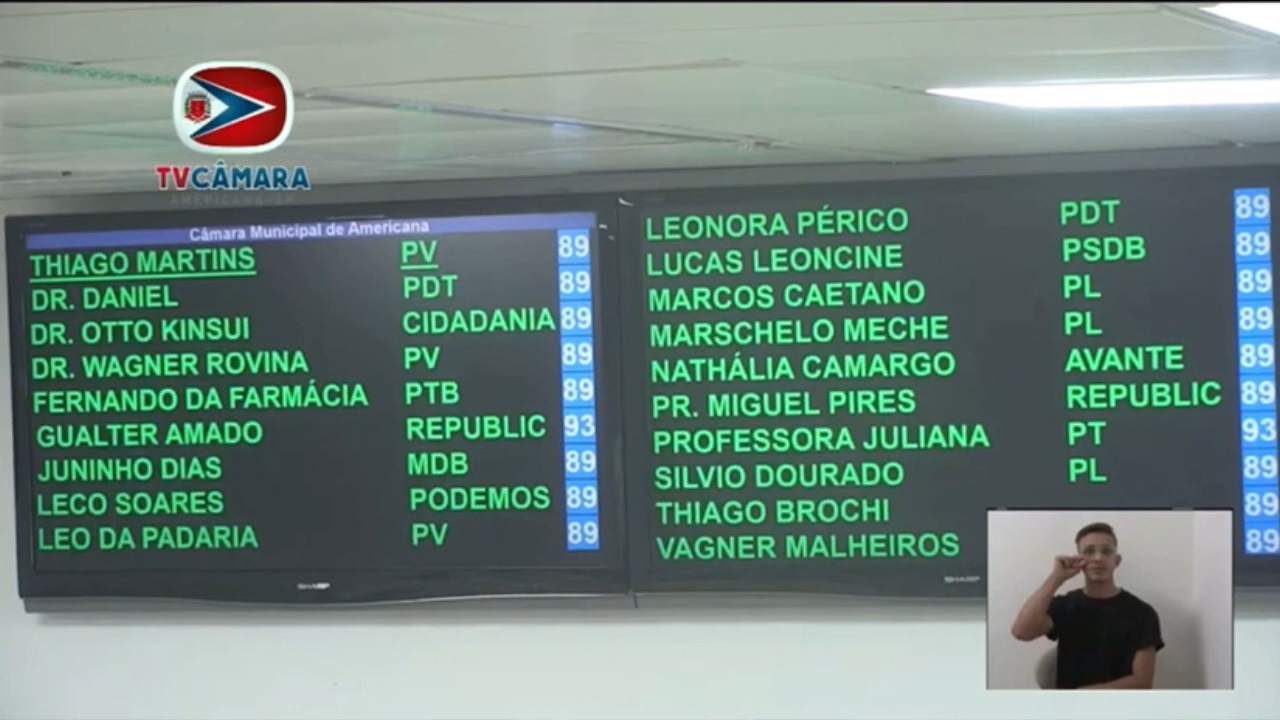 TVCÂMARA
AMERICANA-SP
Câmara Municipal de Americana
THIAGO MARTINS PV 89
DR. DANIEL PDT 89
DR. OTTO KINSUI CIDADANIA 89
DR. WAGNER ROVINA PV 89
FERNANDO DA FARMÁCIA PTB 89
GUALTER AMADO REPUBLIC 93
JUNINHO DIAS MDB 89
LECO SOARES PODEMOS 89
LEO DA PADARIA PV 89
SHARP
LEONORA PÉRICO PDT 89
LUCAS LEONCINE PSDB 89
MARCOS CAETANO PL 89
MARSCHELO MECHE PL 89
NATHÁLIA CAMARGO AVANTE 89
PR. MIGUEL PIRES REPUBLIC 89
PROFESSORA JULIANA PT 93
SILVIO DOURADO PL 89
THIAGO BROCHI 89
VAGNER MALHEIROS 89
SHARP